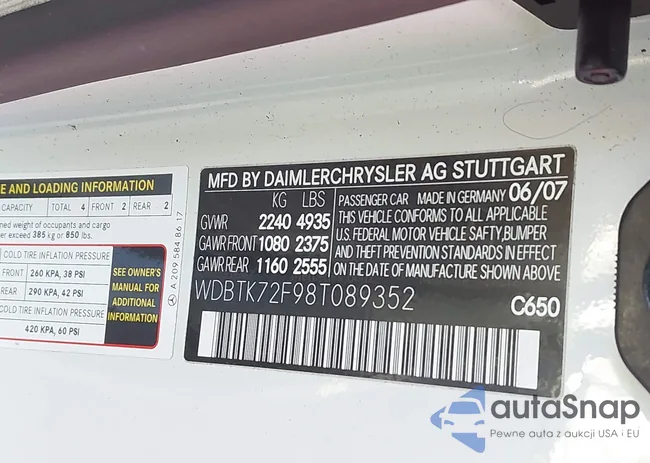 E AND LOADING INFORMATION
CAPACITY TOTAL 4 FRONT 2 REAR 2
ned weight of occupants and cargo
er exceed 385 kg or 850 lbs.
COLD TIRE INFLATION PRESSURE
FRONT 260 KPA, 38 PSI
REAR 290 KPA, 42 PSI
COLD TIRE INFLATION PRESSURE
420 KPA, 60 PSI
SEE OWNER'S
MANUAL FOR
ADDITIONAL
INFORMATION
A 209 584 86 17
MFD BY DAIMLERCHRYSLER AG STUTTGART
KG LBS
GVWR 2240 4935
GAWR FRONT 1080 2375
GAWR REAR 1160 2555
PASSENGER CAR MADE IN GERMANY 06/07
THIS VEHICLE CONFORMS TO ALL APPLICABLE
U.S. FEDERAL MOTOR VEHICLE SAFTY,BUMPER
AND THEFT PREVENTION STANDARDS IN EFFECT
ON THE DATE OF MANUFACTURE SHOWN ABOVE.
WDBTK72F98T089352
C650
autaSnap
Pewne auta z aukcji USA i EU